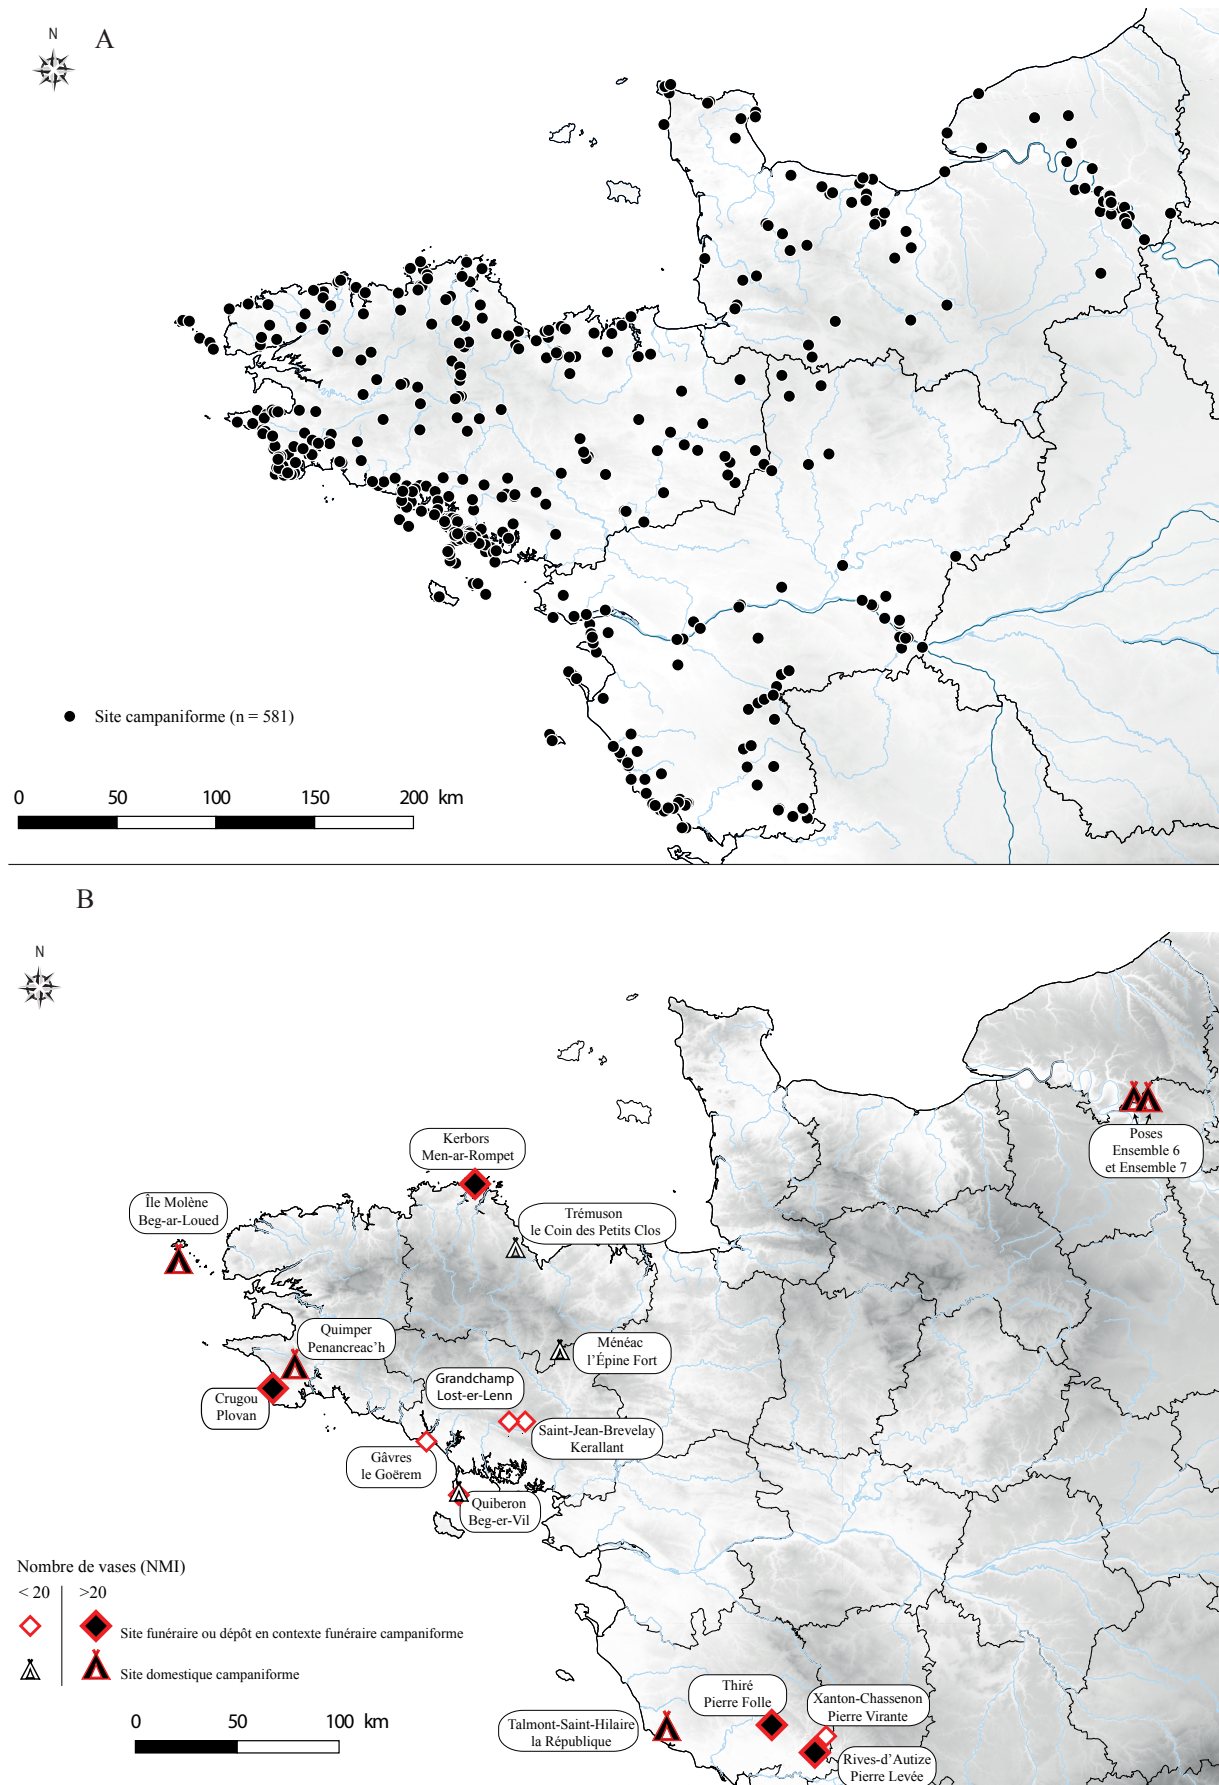 A
N
Site campaniforme (n = 581)
0 50 100 150 200 km
B
N
Kerbors
Men-ar-Rompet
Poses
Ensemble 6
et Ensemble 7
Île Molène
Beg-ar-Loued
Trémuson
le Coin des Petits Clos
Quimper
Penancreac'h
Ménéac
l'Épine Fort
Grandchamp
Lost-er-Lenn
Crugou
Plovan
Saint-Jean-Brevelay
Kerallant
Gâvres
le Goërem
Quiberon
Beg-er-Vil
Nombre de vases (NMI)
< 20 >20
Site funéraire ou dépôt en contexte funéraire campaniforme
Site domestique campaniforme
0 50 100 km
Thiré
Pierre Folle
Xanton-Chassenon
Pierre Virante
Talmont-Saint-Hilaire
la République
Rives-d'Autize
Pierre Levée